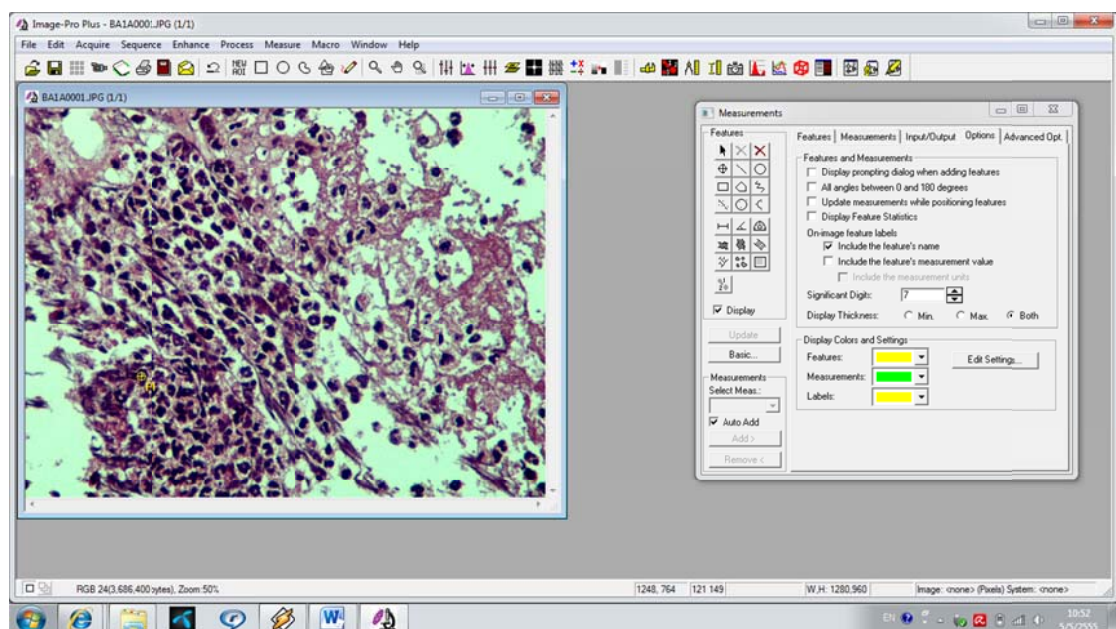 Image-Pro Plus - BA1A0001.JPG (1/1)
File Edit Acquire Sequence Enhance Process Measure Macro Window Help
NEW
AOI
BA1A0001.JPG (1/1)
Measurements
Features
Features Measurements Input/Output Options Advanced Opt.
Features and Measurements
Display prompting dialog when adding features
All angles between 0 and 180 degrees
Update measurements while positioning features
Display Feature Statistics
On-image feature labels
Include the feature's name
Include the feature's measurement value
Include the measurement units
Significant Digits: 7
Display Thickness: Min. Max. Both
Display
Update
Basic...
Display Colors and Settings
Features: Edit Settings...
Measurements:
Labels:
Measurements
Select Meas.:
Auto Add
Add >
Remove <
RGB 24(3,686,400 bytes), Zoom:50% 1248, 764 121 149 W,H: 1280,960 Image: <none> (Pixels) System: <none>
EN 10:52
5/5/2555